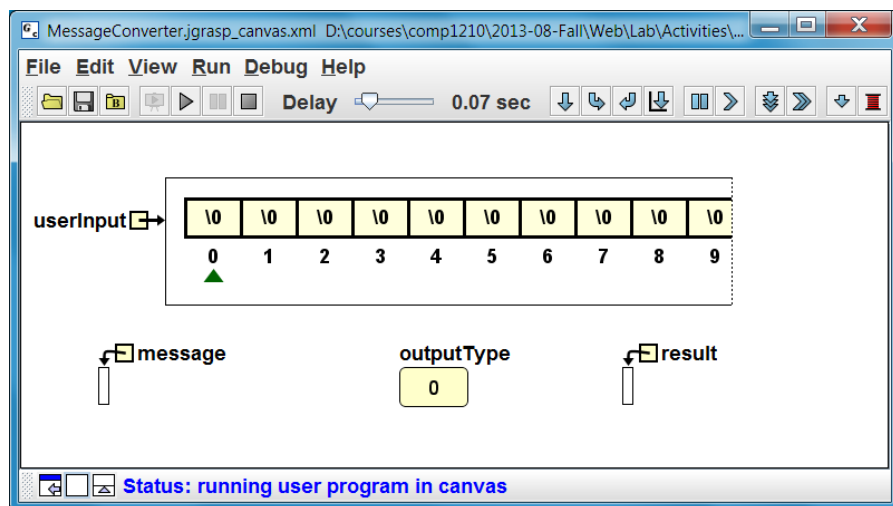 MessageConverter.jgrasp_canvas.xml D:\courses\comp1210\2013-08-Fall\Web\Lab\Activities\...
File Edit View Run Debug Help
B Delay 0.07 sec
userInput \0 \0 \0 \0 \0 \0 \0 \0 \0 \0
0 1 2 3 4 5 6 7 8 9
message outputType result
0
Status: running user program in canvas